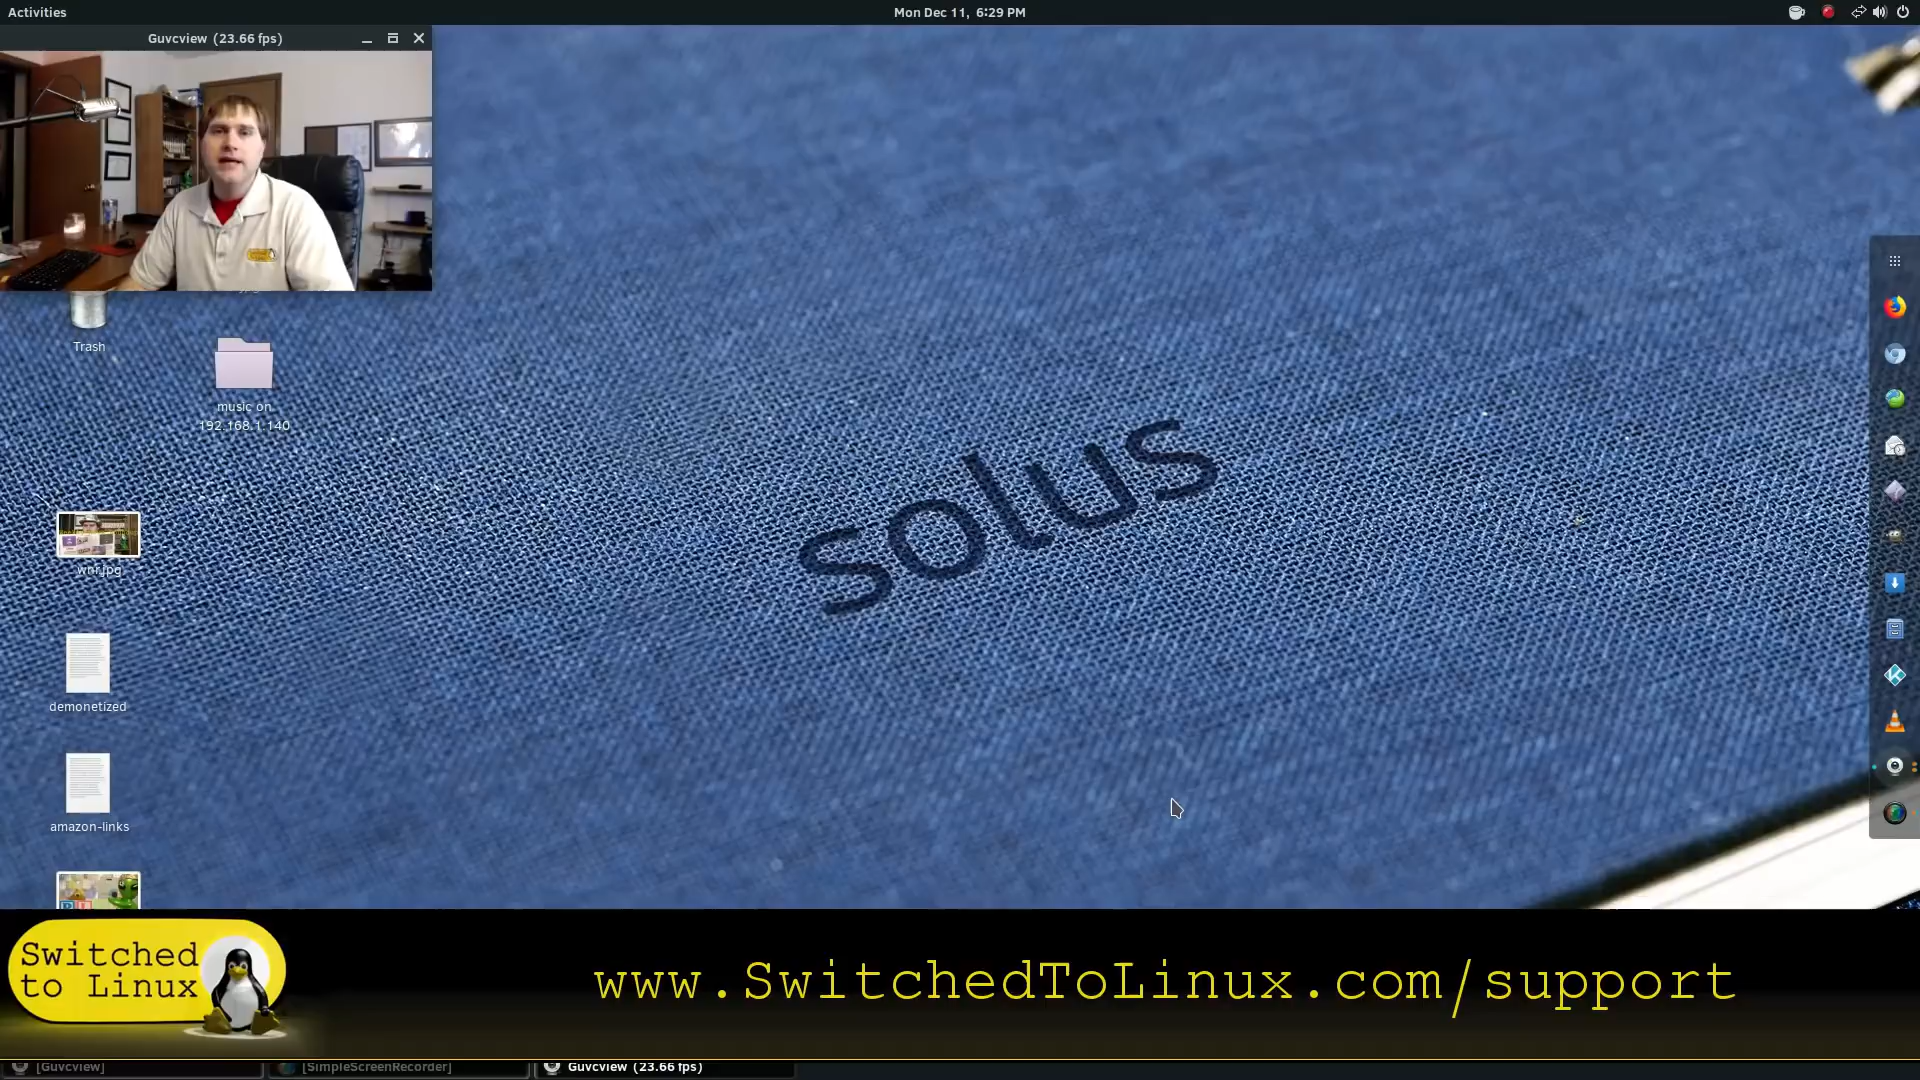 Activities
Mon Dec 11, 6:29 PM
Guvcview (23.66 fps)
Trash
music on
192.168.1.140
solus
wnr.jpg
demonetized
amazon-links
Switched
to Linux
www.SwitchedToLinux.com/support
[Guvcview]
[SimpleScreenRecorder]
Guvcview (23.66 fps)